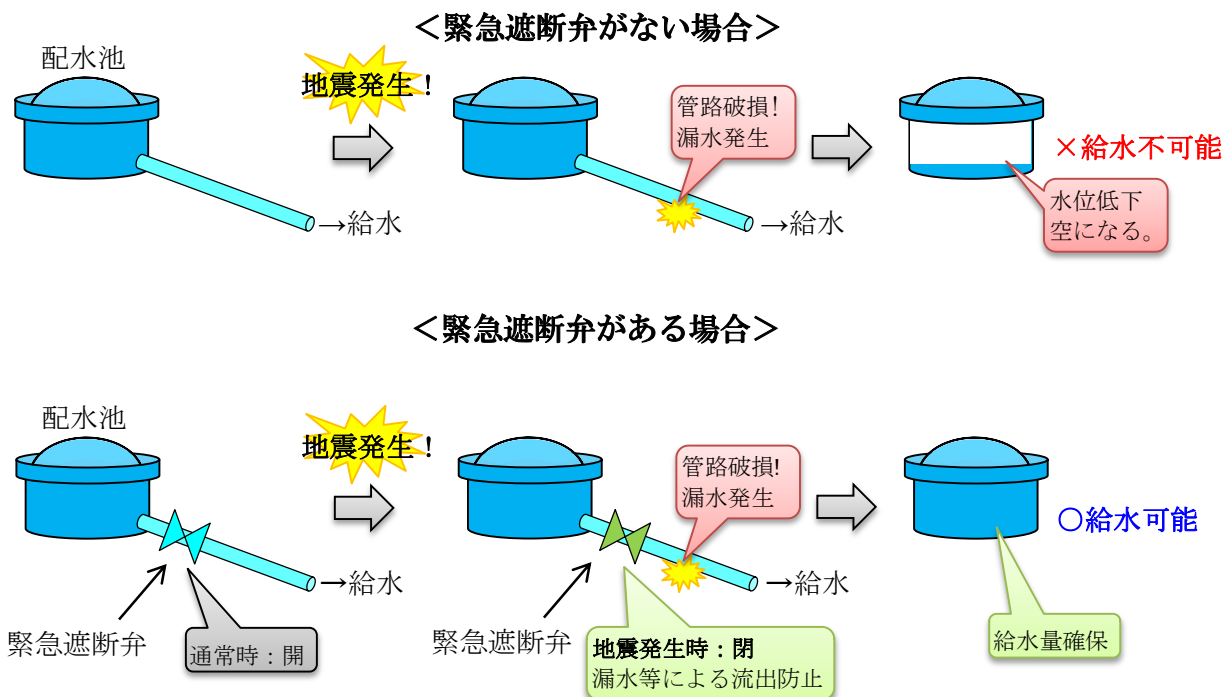 ＜緊急遮断弁がない場合＞
配水池
地震発生！
管路破損！
漏水発生
×給水不可能
水位低下
空になる。
→給水
→給水
＜緊急遮断弁がある場合＞
配水池
地震発生！
管路破損!
漏水発生
○給水可能
→給水
→給水
緊急遮断弁
通常時：開
緊急遮断弁
地震発生時：閉
漏水等による流出防止
給水量確保